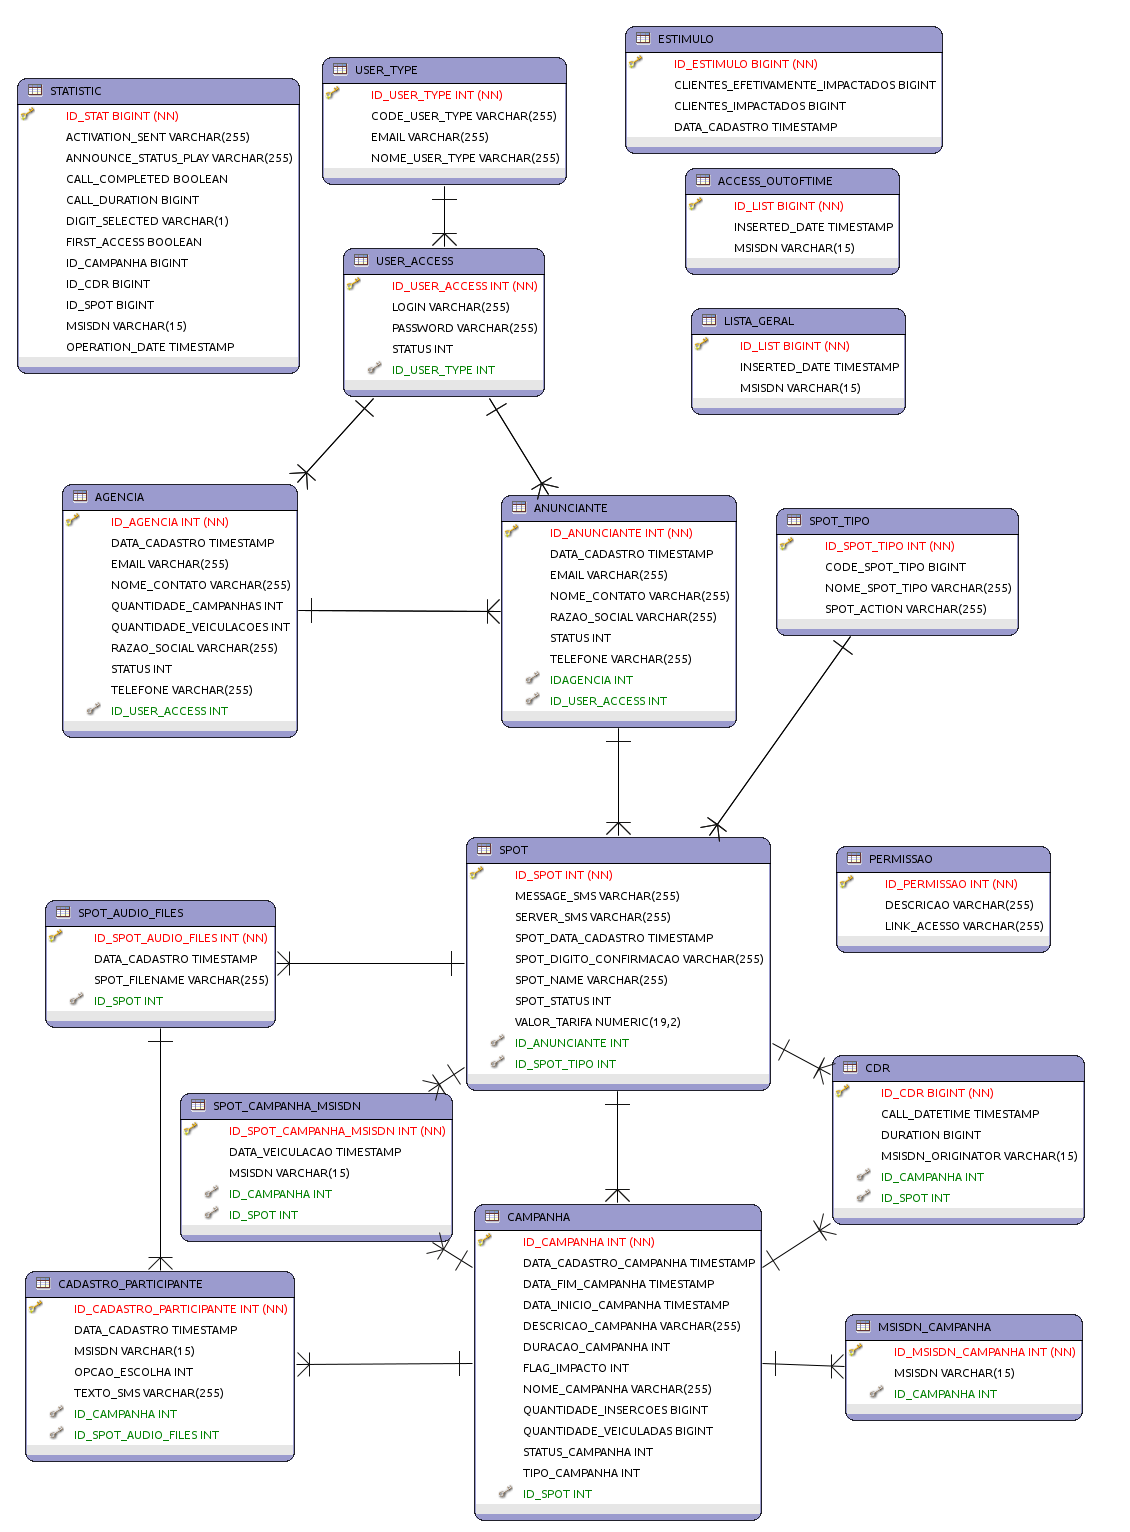 STATISTIC
ID_STAT BIGINT (NN)
ACTIVATION_SENT VARCHAR(255)
ANNOUNCE_STATUS_PLAY VARCHAR(255)
CALL_COMPLETED BOOLEAN
CALL_DURATION BIGINT
DIGIT_SELECTED VARCHAR(1)
FIRST_ACCESS BOOLEAN
ID_CAMPANHA BIGINT
ID_CDR BIGINT
ID_SPOT BIGINT
MSISDN VARCHAR(15)
OPERATION_DATE TIMESTAMP
USER_TYPE
ID_USER_TYPE INT (NN)
CODE_USER_TYPE VARCHAR(255)
EMAIL VARCHAR(255)
NOME_USER_TYPE VARCHAR(255)
ESTIMULO
ID_ESTIMULO BIGINT (NN)
CLIENTES_EFETIVAMENTE_IMPACTADOS BIGINT
CLIENTES_IMPACTADOS BIGINT
DATA_CADASTRO TIMESTAMP
ACCESS_OUTOFTIME
ID_LIST BIGINT (NN)
INSERTED_DATE TIMESTAMP
MSISDN VARCHAR(15)
USER_ACCESS
ID_USER_ACCESS INT (NN)
LOGIN VARCHAR(255)
PASSWORD VARCHAR(255)
STATUS INT
ID_USER_TYPE INT
LISTA_GERAL
ID_LIST BIGINT (NN)
INSERTED_DATE TIMESTAMP
MSISDN VARCHAR(15)
AGENCIA
ID_AGENCIA INT (NN)
DATA_CADASTRO TIMESTAMP
EMAIL VARCHAR(255)
NOME_CONTATO VARCHAR(255)
QUANTIDADE_CAMPANHAS INT
QUANTIDADE_VEICULACOES INT
RAZAO_SOCIAL VARCHAR(255)
STATUS INT
TELEFONE VARCHAR(255)
ID_USER_ACCESS INT
ANUNCIANTE
ID_ANUNCIANTE INT (NN)
DATA_CADASTRO TIMESTAMP
EMAIL VARCHAR(255)
NOME_CONTATO VARCHAR(255)
RAZAO_SOCIAL VARCHAR(255)
STATUS INT
TELEFONE VARCHAR(255)
IDAGENCIA INT
ID_USER_ACCESS INT
SPOT_TIPO
ID_SPOT_TIPO INT (NN)
CODE_SPOT_TIPO BIGINT
NOME_SPOT_TIPO VARCHAR(255)
SPOT_ACTION VARCHAR(255)
SPOT
ID_SPOT INT (NN)
MESSAGE_SMS VARCHAR(255)
SERVER_SMS VARCHAR(255)
SPOT_DATA_CADASTRO TIMESTAMP
SPOT_DIGITO_CONFIRMACAO VARCHAR(255)
SPOT_NAME VARCHAR(255)
SPOT_STATUS INT
VALOR_TARIFA NUMERIC(19,2)
ID_ANUNCIANTE INT
ID_SPOT_TIPO INT
PERMISSAO
ID_PERMISSAO INT (NN)
DESCRICAO VARCHAR(255)
LINK_ACESSO VARCHAR(255)
SPOT_AUDIO_FILES
ID_SPOT_AUDIO_FILES INT (NN)
DATA_CADASTRO TIMESTAMP
SPOT_FILENAME VARCHAR(255)
ID_SPOT INT
CDR
ID_CDR BIGINT (NN)
CALL_DATETIME TIMESTAMP
DURATION BIGINT
MSISDN_ORIGINATOR VARCHAR(15)
ID_CAMPANHA INT
ID_SPOT INT
SPOT_CAMPANHA_MSISDN
ID_SPOT_CAMPANHA_MSISDN INT (NN)
DATA_VEICULACAO TIMESTAMP
MSISDN VARCHAR(15)
ID_CAMPANHA INT
ID_SPOT INT
CAMPANHA
ID_CAMPANHA INT (NN)
DATA_CADASTRO_CAMPANHA TIMESTAMP
DATA_FIM_CAMPANHA TIMESTAMP
DATA_INICIO_CAMPANHA TIMESTAMP
DESCRICAO_CAMPANHA VARCHAR(255)
DURACAO_CAMPANHA INT
FLAG_IMPACTO INT
NOME_CAMPANHA VARCHAR(255)
QUANTIDADE_INSERCOES BIGINT
QUANTIDADE_VEICULADAS BIGINT
STATUS_CAMPANHA INT
TIPO_CAMPANHA INT
ID_SPOT INT
CADASTRO_PARTICIPANTE
ID_CADASTRO_PARTICIPANTE INT (NN)
DATA_CADASTRO TIMESTAMP
MSISDN VARCHAR(15)
OPCAO_ESCOLHA INT
TEXTO_SMS VARCHAR(255)
ID_CAMPANHA INT
ID_SPOT_AUDIO_FILES INT
MSISDN_CAMPANHA
ID_MSISDN_CAMPANHA INT (NN)
MSISDN VARCHAR(15)
ID_CAMPANHA INT